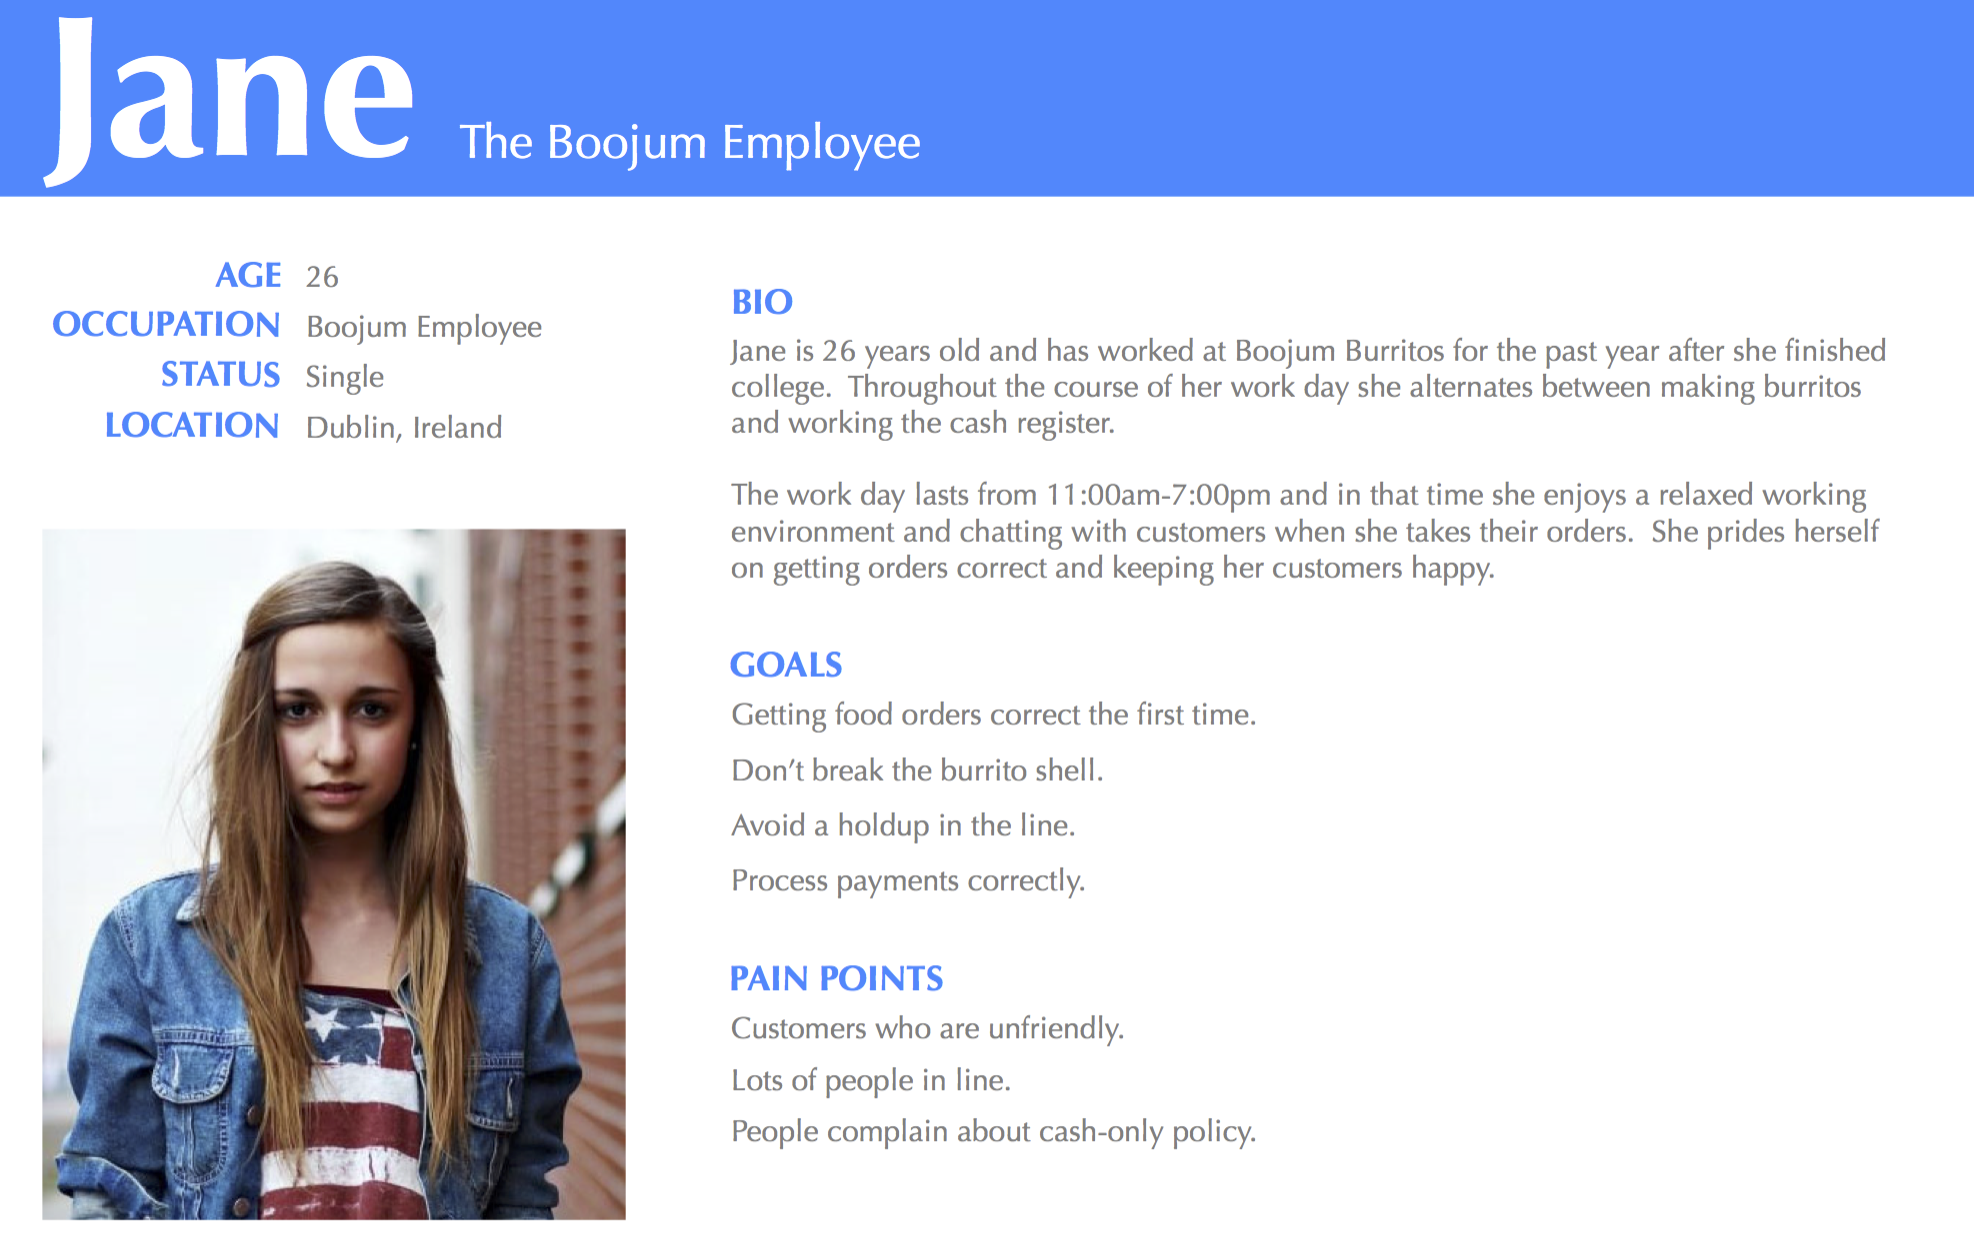 Jane The Boojum Employee
AGE 26
OCCUPATION Boojum Employee
STATUS Single
LOCATION Dublin, Ireland
BIO
Jane is 26 years old and has worked at Boojum Burritos for the past year after she finished
college.  Throughout the course of her work day she alternates between making burritos
and working the cash register.
The work day lasts from 11:00am-7:00pm and in that time she enjoys a relaxed working
environment and chatting with customers when she takes their orders.  She prides herself
on getting orders correct and keeping her customers happy.
GOALS
Getting food orders correct the first time.
Don’t break the burrito shell.
Avoid a holdup in the line.
Process payments correctly.
PAIN POINTS
Customers who are unfriendly.
Lots of people in line.
People complain about cash-only policy.